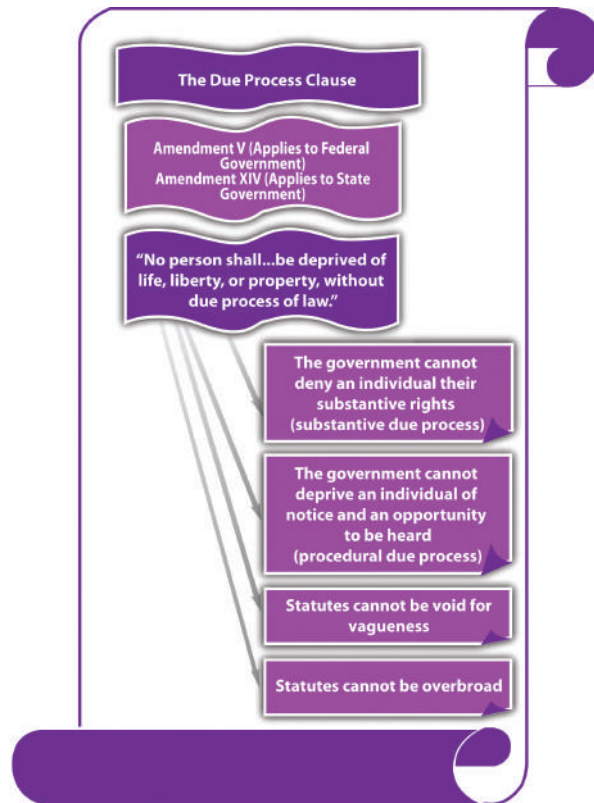 The Due Process Clause
Amendment V (Applies to Federal
Government)
Amendment XIV (Applies to State
Government)
“No person shall...be deprived of
life, liberty, or property, without
due process of law.”
The government cannot
deny an individual their
substantive rights
(substantive due process)
The government cannot
deprive an individual of
notice and an opportunity
to be heard
(procedural due process)
Statutes cannot be void for
vagueness
Statutes cannot be overbroad